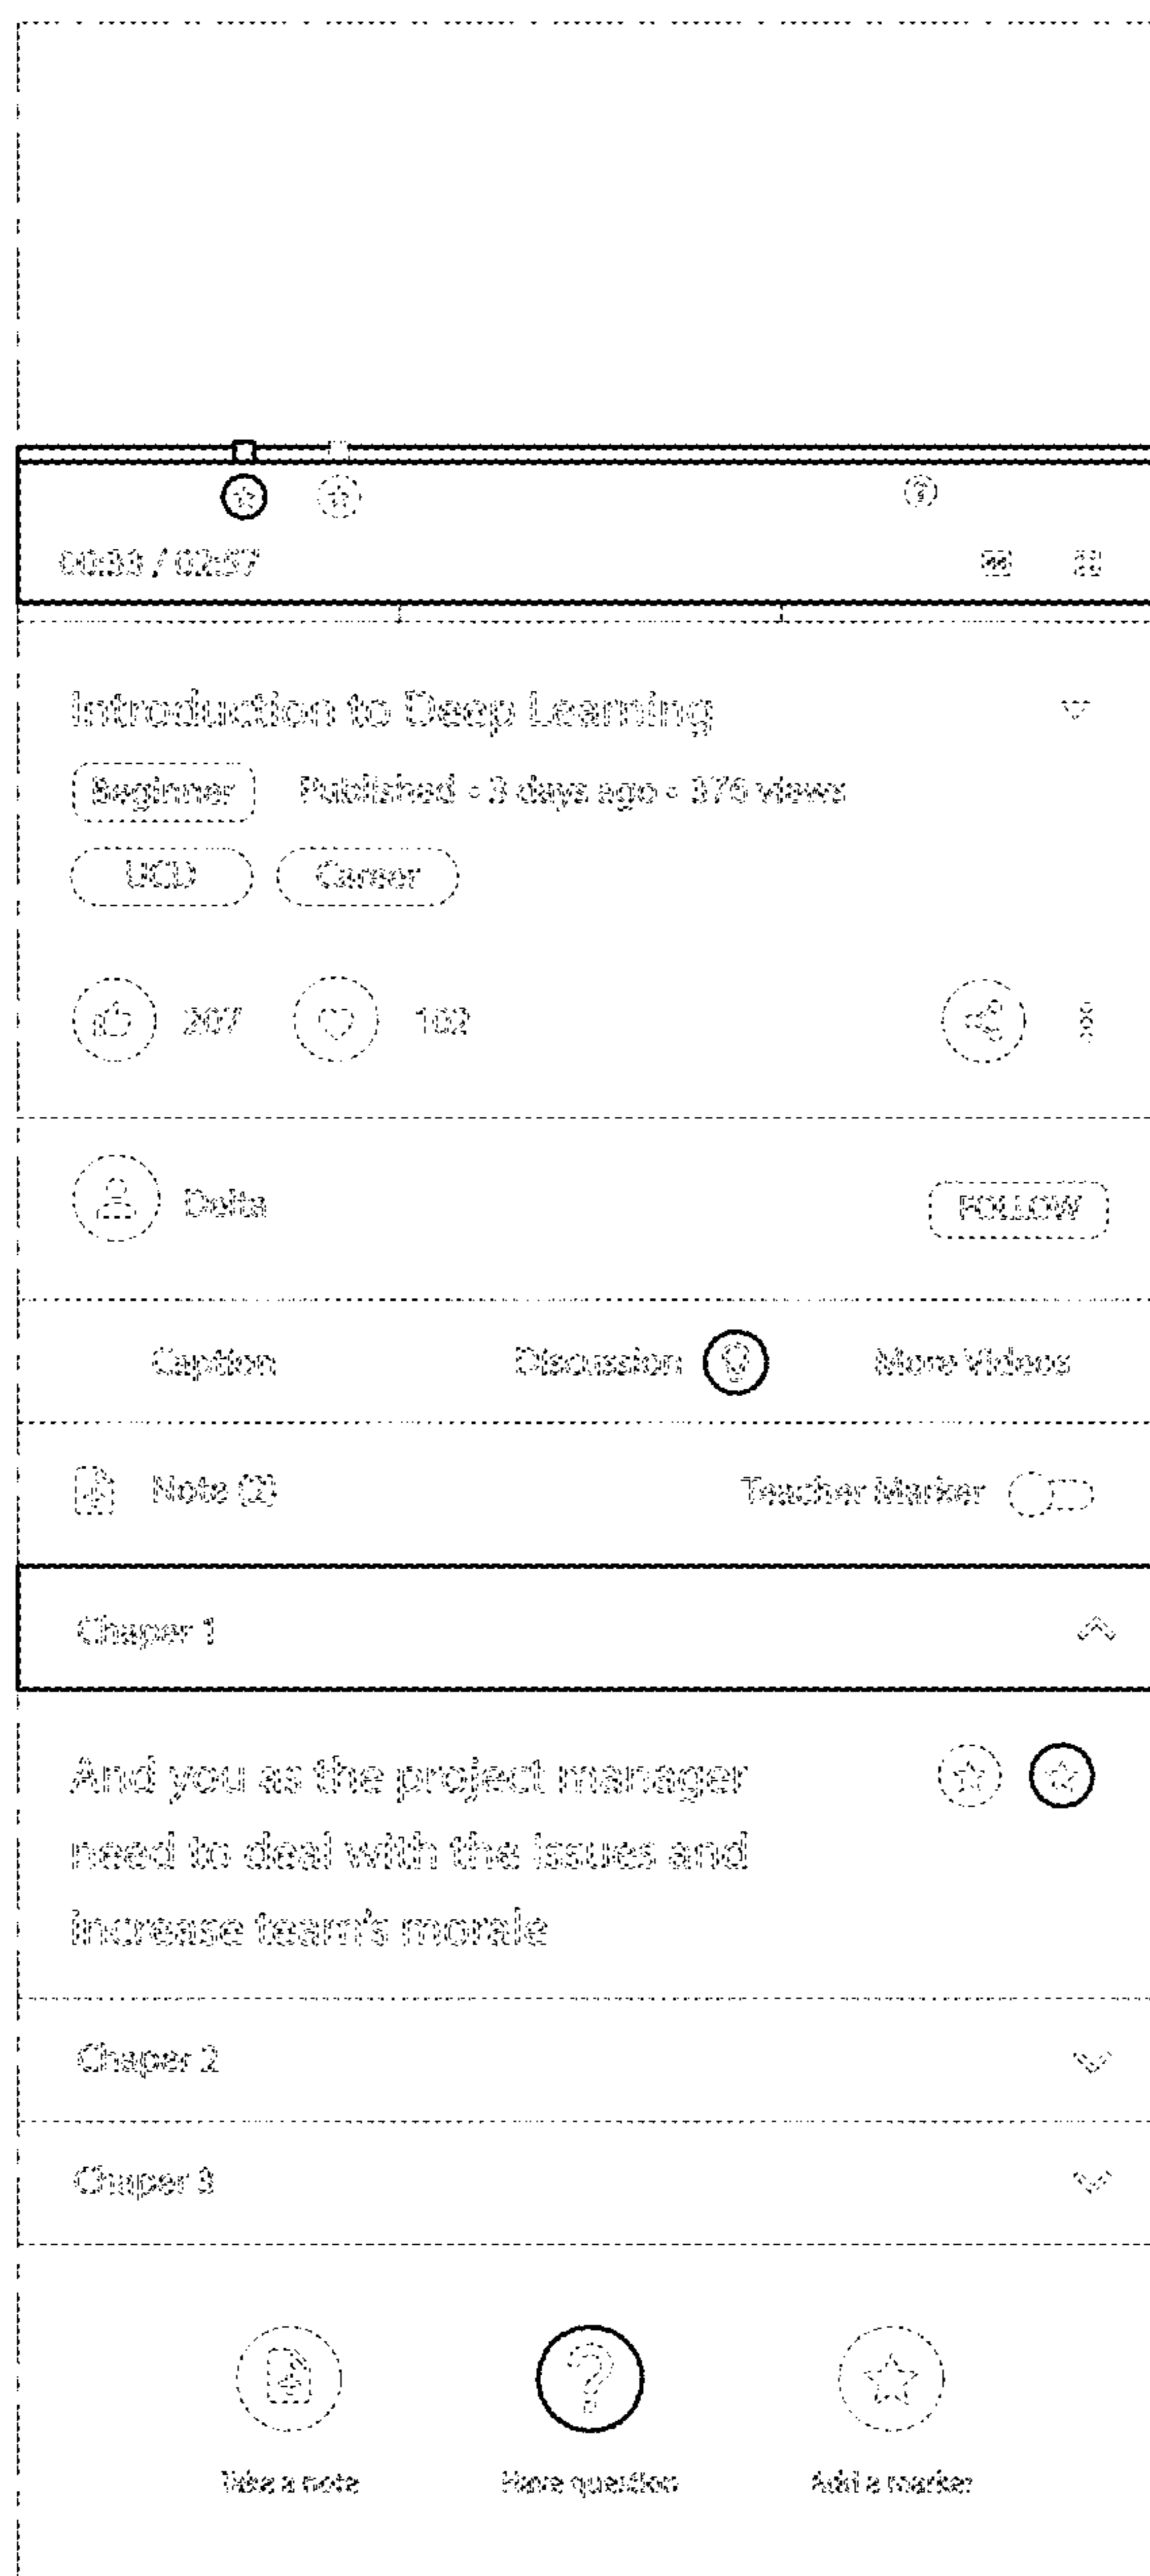 00:33 / 02:57
Introduction to Deep Learning
Beginner Published • 3 days ago • 376 views
UCD Career
207 102
Delta FOLLOW
Caption Discussion More Videos
Note (2) Teacher Marker
Chaper 1
And you as the project manager
need to deal with the issues and
increase team's morale
Chaper 2
Chaper 3
Take a note Have question Add a marker